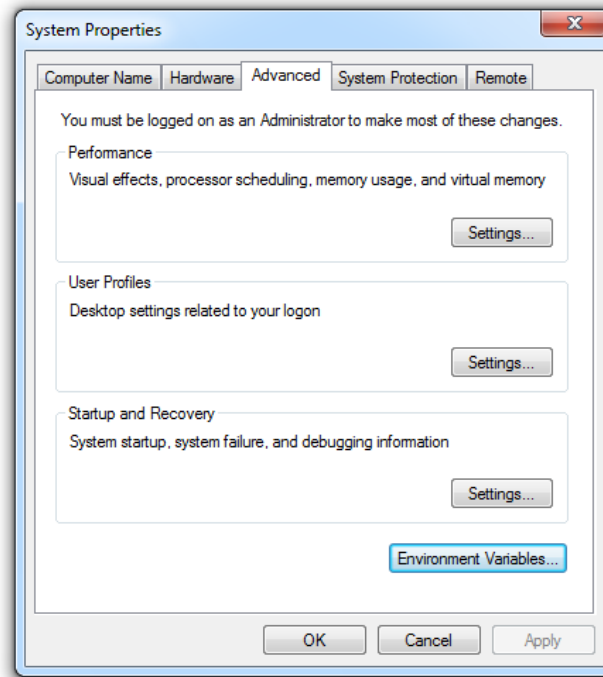 System Properties
Computer Name Hardware Advanced System Protection Remote
You must be logged on as an Administrator to make most of these changes.
Performance
Visual effects, processor scheduling, memory usage, and virtual memory
Settings...
User Profiles
Desktop settings related to your logon
Settings...
Startup and Recovery
System startup, system failure, and debugging information
Settings...
Environment Variables...
OK Cancel Apply